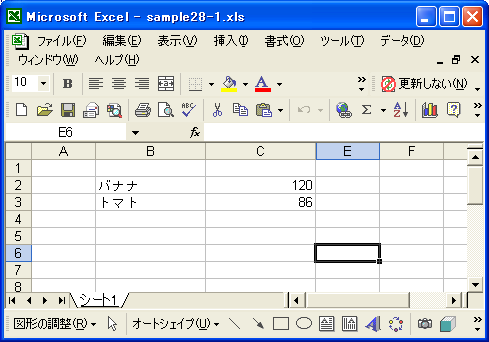 Microsoft Excel - sample28-1.xls
ファイル(F) 編集(E) 表示(V) 挿入(I) 書式(O) ツール(T) データ(D)
ウィンドウ(W) ヘルプ(H)
10 B A 更新しない(N)
ABC Σ A Z ?
E6 fx
A B C E F
1
2 バナナ 120
3 トマト 86
4
5
6
7
8
シート1
図形の調整(R) オートシェイプ(U) A A